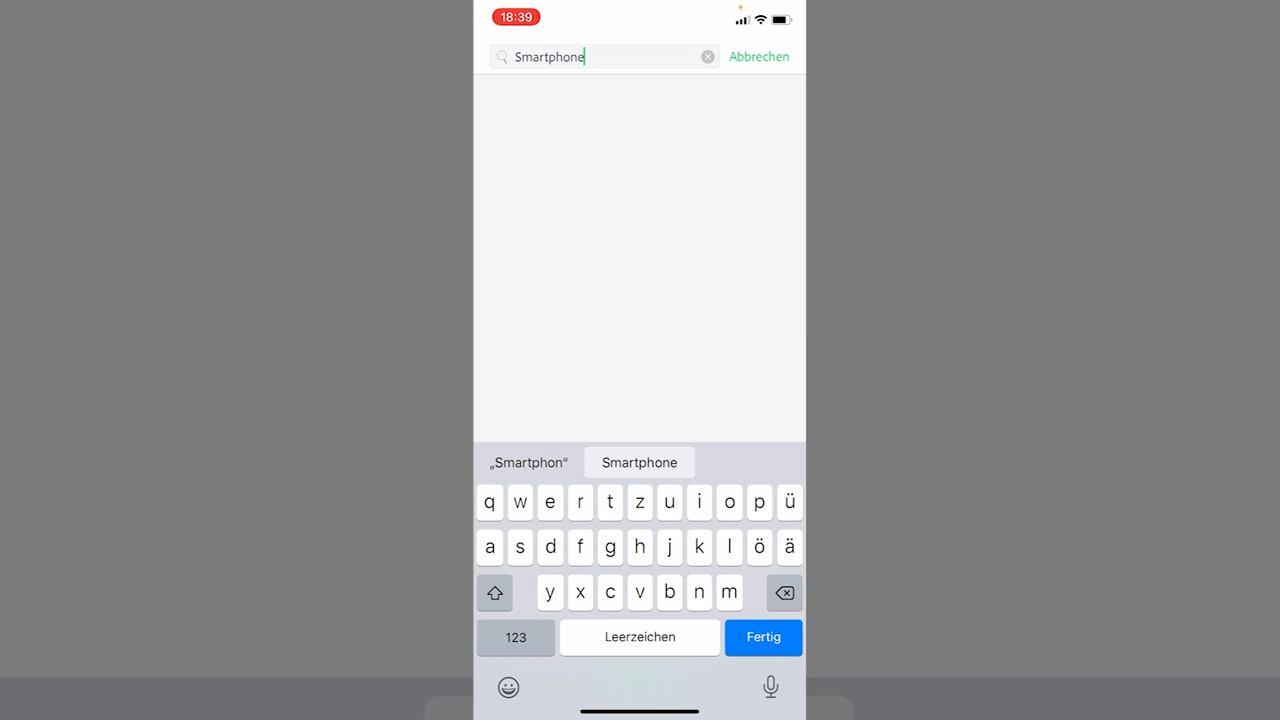 18:39
Smartphone
Abbrechen
„Smartphon“ Smartphone
q w e r t z u i o p ü
a s d f g h j k l ö ä
y x c v b n m
123 Leerzeichen Fertig